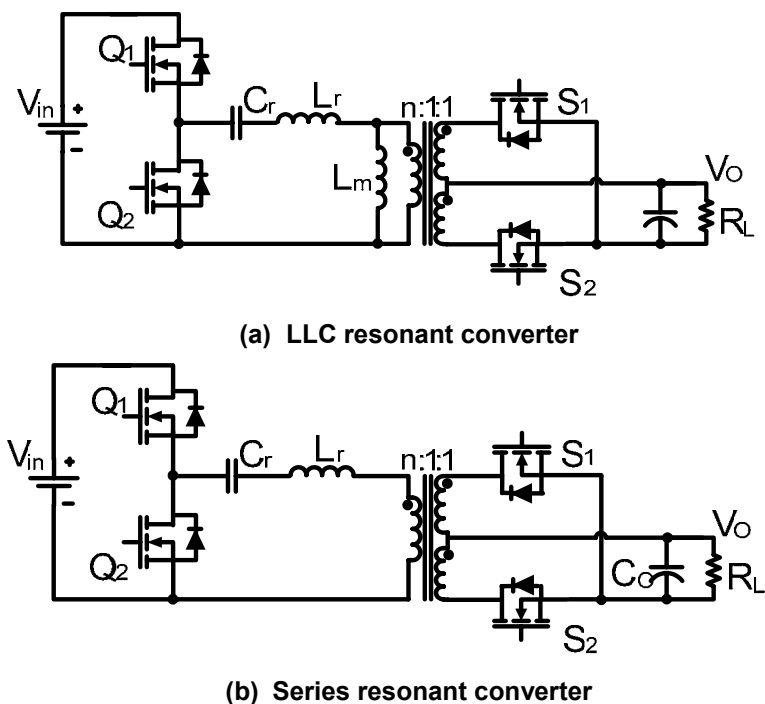 Q1
Cr
Lr
n:1:1
S1
Vin
+
-
Lm
VO
Q2
RL
S2
(a) LLC resonant converter
Q1
Cr
Lr
n:1:1
S1
Vin
+
-
VO
Q2
CO
RL
S2
(b) Series resonant converter